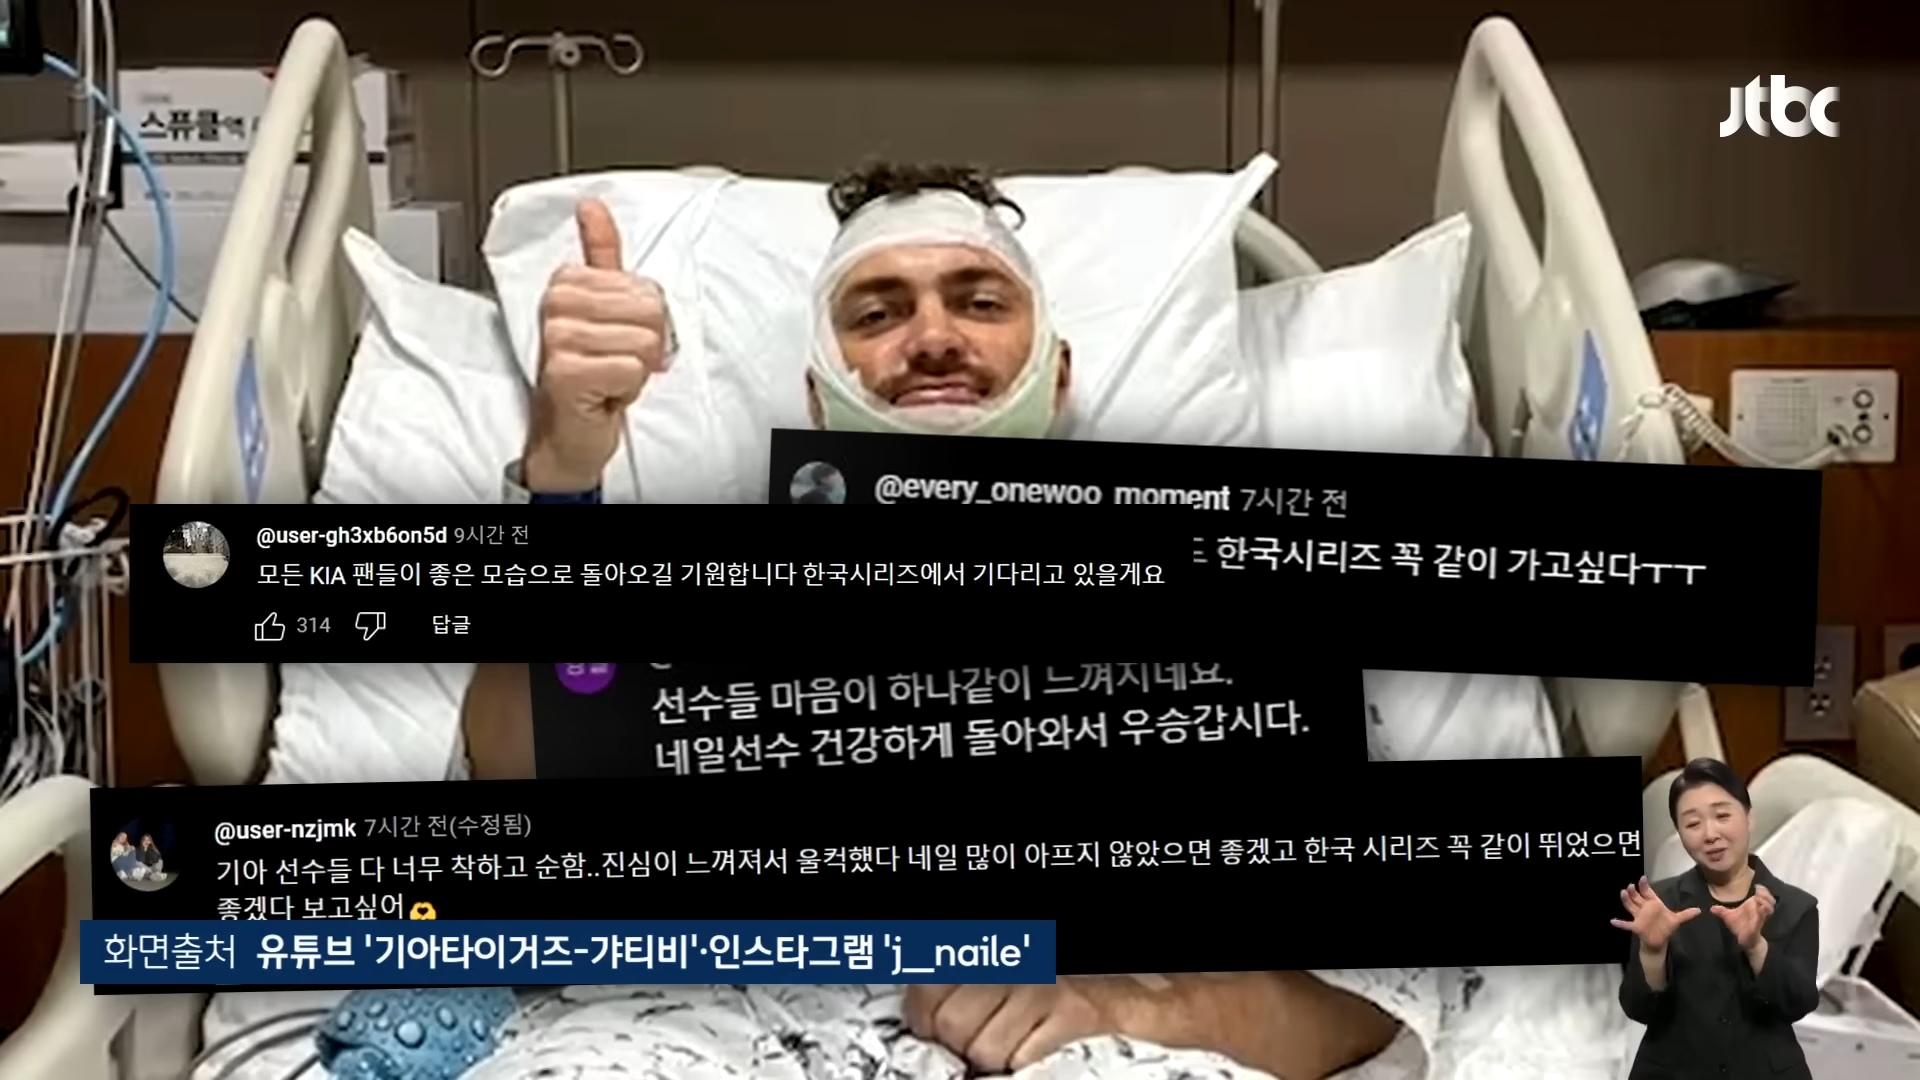 jtbc
스퓨클액
@every_onewoo_moment 7시간 전
한국시리즈 꼭 같이 가고싶다ㅜㅜ
@user-gh3xb6on5d 9시간 전
모든 KIA 팬들이 좋은 모습으로 돌아오길 기원합니다 한국시리즈에서 기다리고 있을게요
314 답글
선수들 마음이 하나같이 느껴지네요.
네일선수 건강하게 돌아와서 우승갑시다.
@user-nzjmk 7시간 전(수정됨)
기아 선수들 다 너무 착하고 순함..진심이 느껴져서 울컥했다 네일 많이 아프지 않았으면 좋겠고 한국 시리즈 꼭 같이 뛰었으면
좋겠다 보고싶어🫶
화면출처 유튜브 '기아타이거즈-갸티비'·인스타그램 'j__naile'